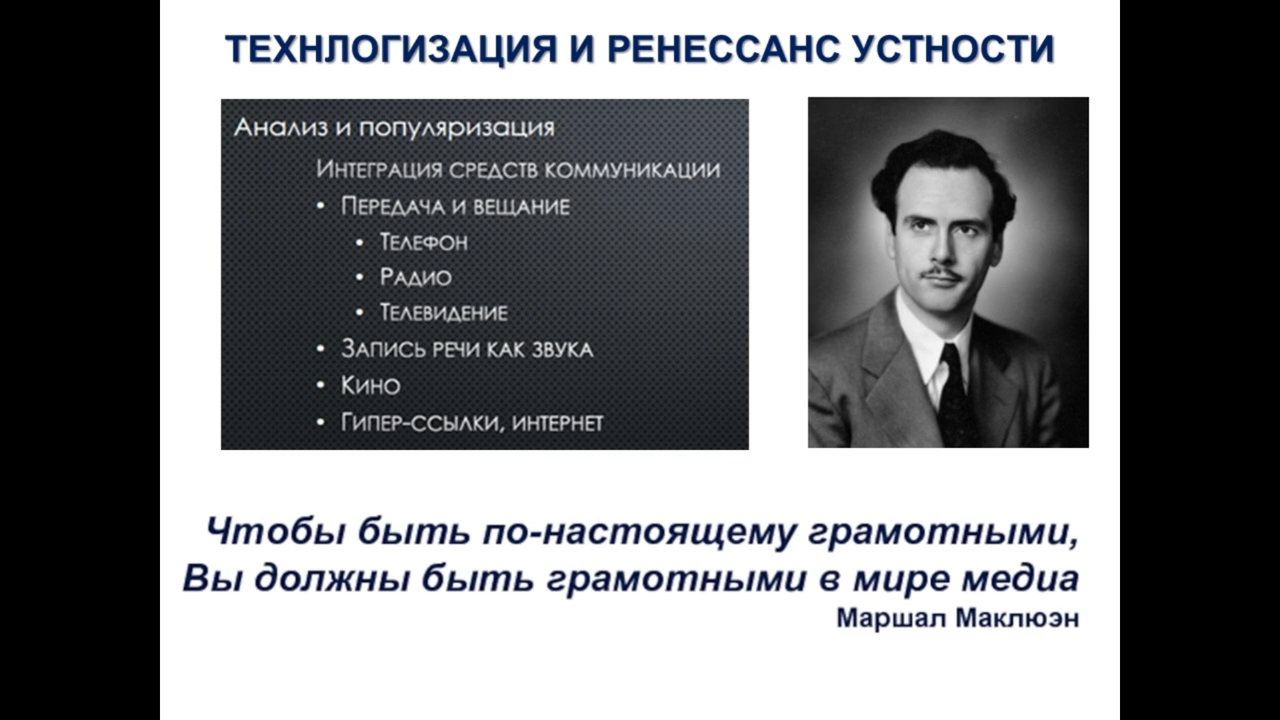 ТЕХНЛОГИЗАЦИЯ И РЕНЕССАНС УСТНОСТИ
Анализ и популяризация
Интеграция средств коммуникации
• Передача и вещание
• Телефон
• Радио
• Телевидение
• Запись речи как звука
• Кино
• Гипер-ссылки, интернет
Чтобы быть по-настоящему грамотными,
Вы должны быть грамотными в мире медиа
Маршал Маклюэн